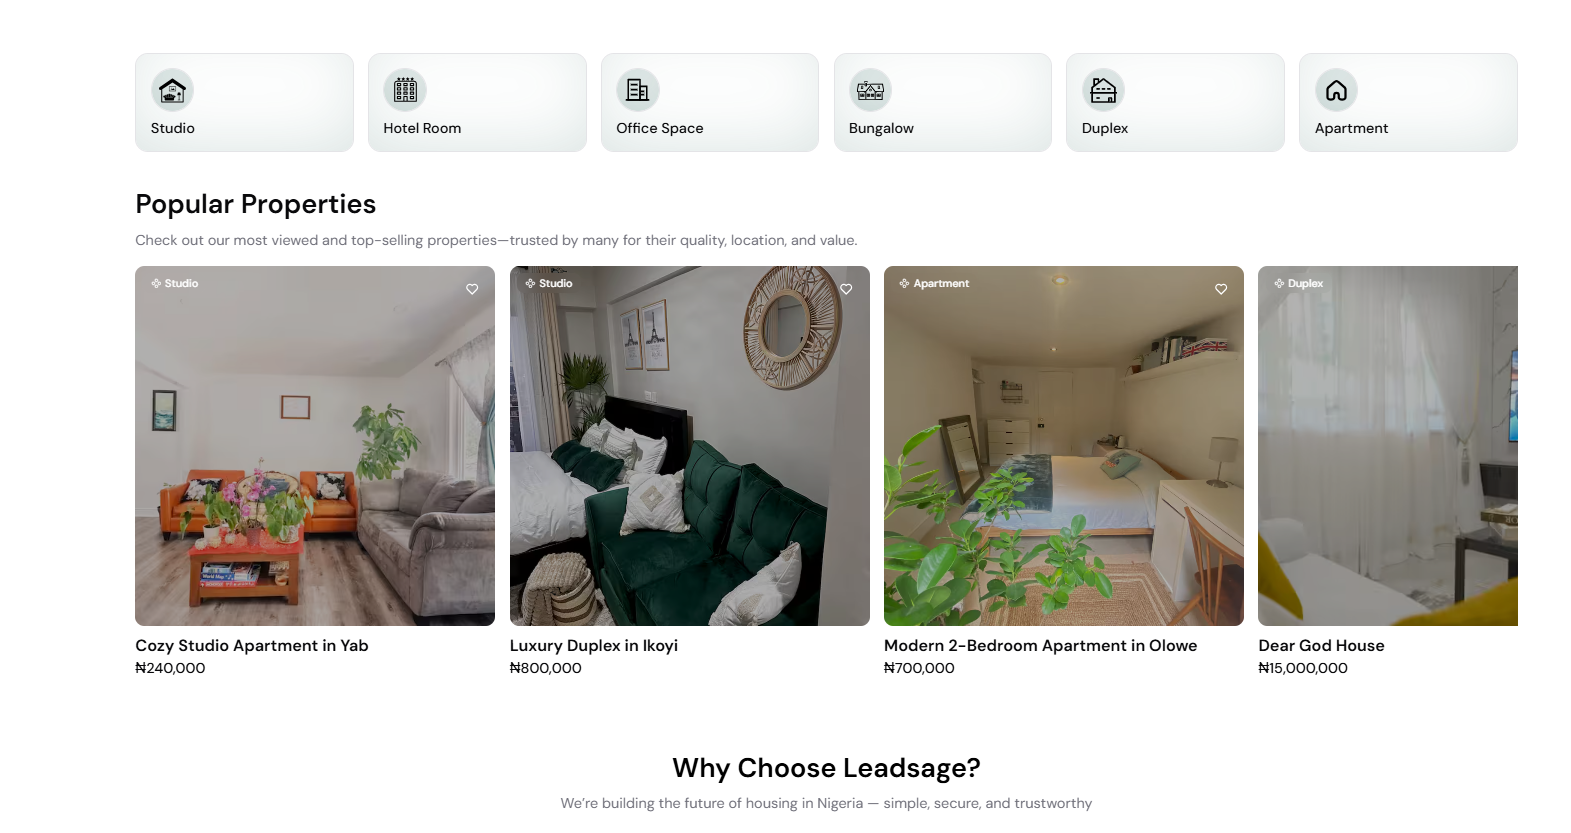 Studio
Hotel Room
Office Space
Bungalow
Duplex
Apartment
Popular Properties
Check out our most viewed and top-selling properties—trusted by many for their quality, location, and value.
Studio
Studio
Apartment
Duplex
World Map
Cozy Studio Apartment in Yab
₦240,000
Luxury Duplex in Ikoyi
₦800,000
Modern 2-Bedroom Apartment in Olowe
₦700,000
Dear God House
₦15,000,000
Why Choose Leadsage?
We're building the future of housing in Nigeria — simple, secure, and trustworthy